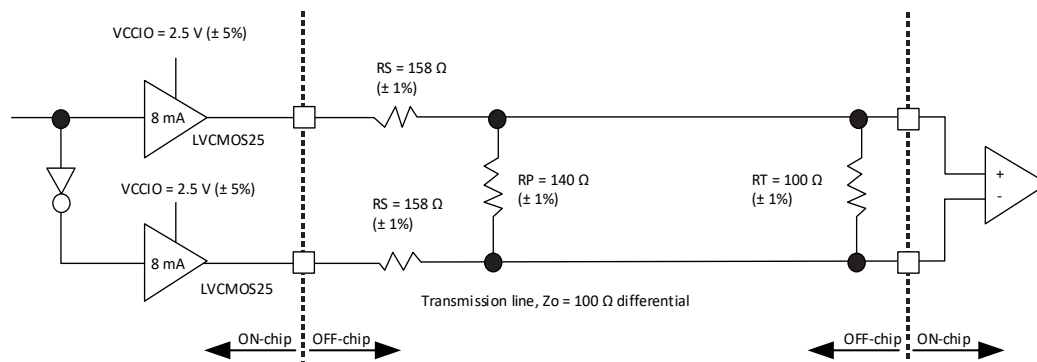 VCCIO = 2.5 V (± 5%)
RS = 158 Ω
(± 1%)
8 mA
LVCMOS25
VCCIO = 2.5 V (± 5%)
RP = 140 Ω
(± 1%)
RT = 100 Ω
(± 1%)
+
-
RS = 158 Ω
(± 1%)
8 mA
LVCMOS25
Transmission line, Zo = 100 Ω differential
ON-chip
OFF-chip
OFF-chip
ON-chip